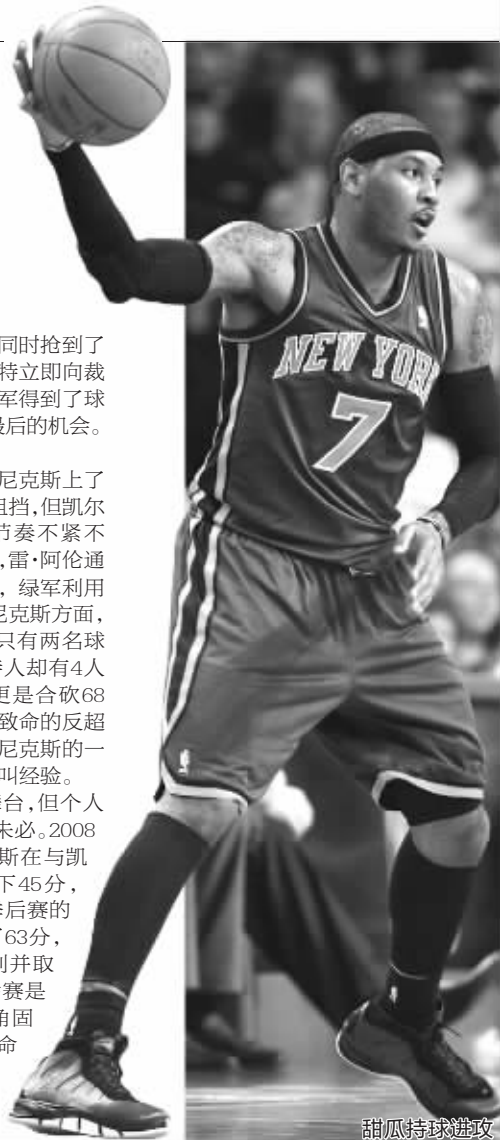 同时抢到了
特立即向裁
军得到了球
最后的机会。
尼克斯上了
阻挡,但凯尔
节奏不紧不
,雷·阿伦通
,绿军利用
尼克斯方面,
只有两名球
人却有4人
更是合砍68
致命的反超
尼克斯的一
叫经验。
舞台,但个人
未必。2008
斯在与凯
下45分,
季后赛的
63分,
利并取
赛是
角固
命
NEW YORK
7
甜瓜持球进攻